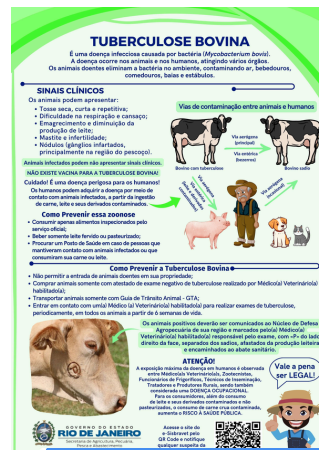 TUBERCULOSE BOVINA
É uma doença infecciosa causada por bactéria (Mycobacterium bovis).
A doença ocorre nos animais e nos humanos, atingindo vários órgãos.
Os animais doentes eliminam a bactéria no ambiente, contaminando ar, bebedouros,
comedouros, baias e estábulos.
SINAIS CLÍNICOS
Os animais podem apresentar:
• Tosse seca, curta e repetitiva;
• Dificuldade na respiração e cansaço;
• Emagrecimento e diminuição da
produção de leite;
• Mastite e infertilidade;
• Nódulos (gânglios infartados,
principalmente na região do pescoço).
Animais infectados podem não apresentar sinais clínicos.
NÃO EXISTE VACINA PARA A TUBERCULOSE BOVINA!
Cuidado! É uma doença perigosa para os humanos!
Os humanos podem adquirir a doença por meio de
contato com animais infectados, a partir da ingestão
de carne, leite e seus derivados contaminados.
Como Prevenir essa zoonose
• Consumir apenas alimentos inspecionados pelo
serviço oficial;
• Beber somente leite fervido ou pasteurizado;
• Procurar um Posto de Saúde em caso de pessoas que
mantiveram contato com animais infectados ou que
consumiram carne ou leite cru.
Vias de contaminação entre animais e humanos
Via aerógena
(principal)
Via entérica
(bezerros)
Bovino com tuberculose
Bovino sadio
Via aerógena
Como Prevenir a Tuberculose Bovina
• Não permitir a entrada de animais doentes em sua propriedade;
• Comprar animais somente com atestado de exame negativo de tuberculose realizado por Médico(a) Veterinário(a)
habilitado(a);
• Transportar animais somente com Guia de Trânsito Animal - GTA;
• Entrar em contato com um(a) Médico (a) Veterinário(a) habilitado(a) para realizar exames de tuberculose,
periodicamente, em todos os animais a partir de 6 semanas de vida.
Os animais positivos deverão ser comunicados ao Núcleo de Defesa
Agropecuária de sua região e marcados pelo(a) Médico(a)
Veterinário(a) habilitado(a) responsável pelo exame, com «P» do lado
direito da face, separados dos sadios, afastados da produção leiteira
e encaminhados ao abate sanitário.
ATENÇÃO!
A exposição máxima da doença em humanos é observada
entre Médicos(a)s Veterinários(a)s, Zootecnistas,
Funcionários de Frigoríficos, Técnicos de Inseminação,
Tratadores e Produtores Rurais, sendo também
considerada uma DOENÇA OCUPACIONAL.
Para os consumidores, além do consumo
de leite e seus derivados contaminados e não
pasteurizados, o consumo de carne crua contaminada,
aumenta o RISCO À SAÚDE PÚBLICA.
Vale a pena
ser LEGAL!
GOVERNO DO ESTADO
RIO DE JANEIRO
Secretaria de Agricultura, Pecuária,
Pesca e Abastecimento
Acesse o site do
e-Sisbravet pelo
QR Code e notifique
qualquer suspeita da